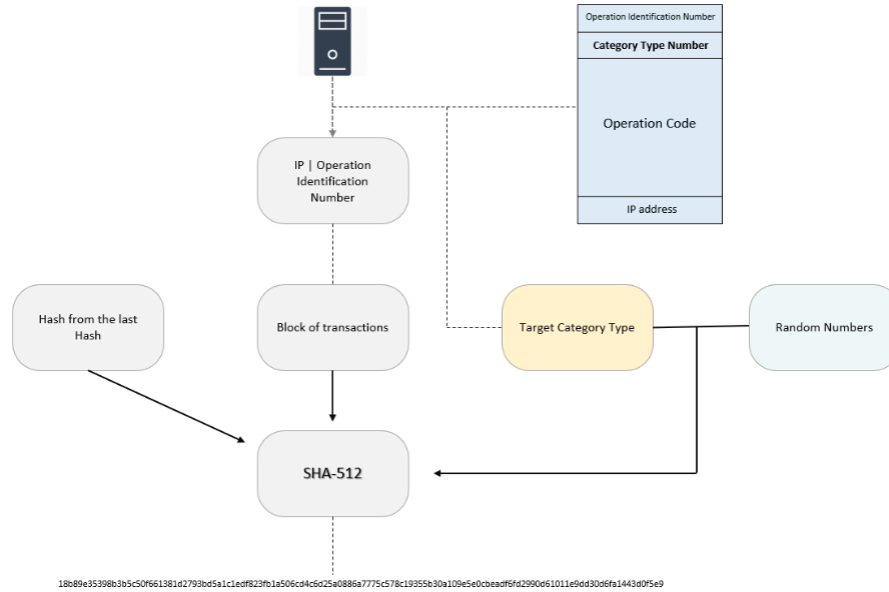 Operation Identification Number
Category Type Number
Operation Code
IP address
IP | Operation
Identification
Number
Hash from the last
Hash
Block of transactions
Target Category Type
Random Numbers
SHA-512
18b89e35398b3b5c50f661381d2793bd5a1c1edf823fb1a506cd4c6d25a0886a7775c578c19355b30a109e5e0cbeadf6fd2990d61011e9dd30d6fa1443d0f5e9